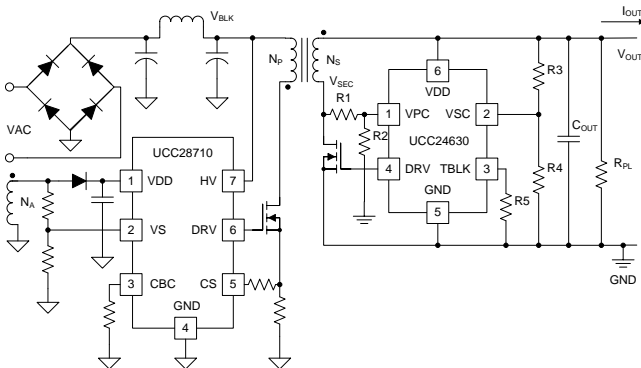 IOUT
VBLK
VOUT
NP
NS
6
VDD
R3
VSEC
R1
1
VPC
VSC
2
VAC
R2
UCC24630
COUT
UCC28710
RPL
4
DRV
TBLK
3
R4
1
VDD
HV
7
GND
NA
5
R5
2
VS
DRV
6
GND
3
CBC
CS
5
GND
4